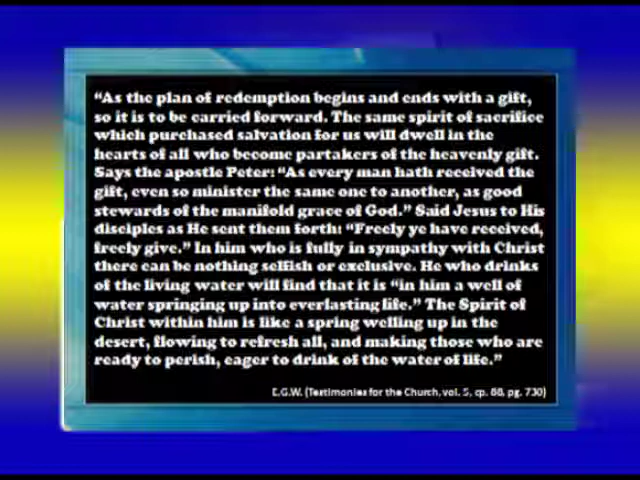 “As the plan of redemption begins and ends with a gift,
so it is to be carried forward. The same spirit of sacrifice
which purchased salvation for us will dwell in the
hearts of all who become partakers of the heavenly gift.
Says the apostle Peter: “As every man hath received the
gift, even so minister the same one to another, as good
stewards of the manifold grace of God.” Said Jesus to His
disciples as He sent them forth: “Freely ye have received,
freely give.” In him who is fully in sympathy with Christ
there can be nothing selfish or exclusive. He who drinks
of the living water will find that it is “in him a well of
water springing up into everlasting life.” The Spirit of
Christ within him is like a spring welling up in the
desert, flowing to refresh all, and making those who are
ready to perish, eager to drink of the water of life.”
E.G.W. (Testimonies for the Church, vol. 5, cp. 88, pg. 730)